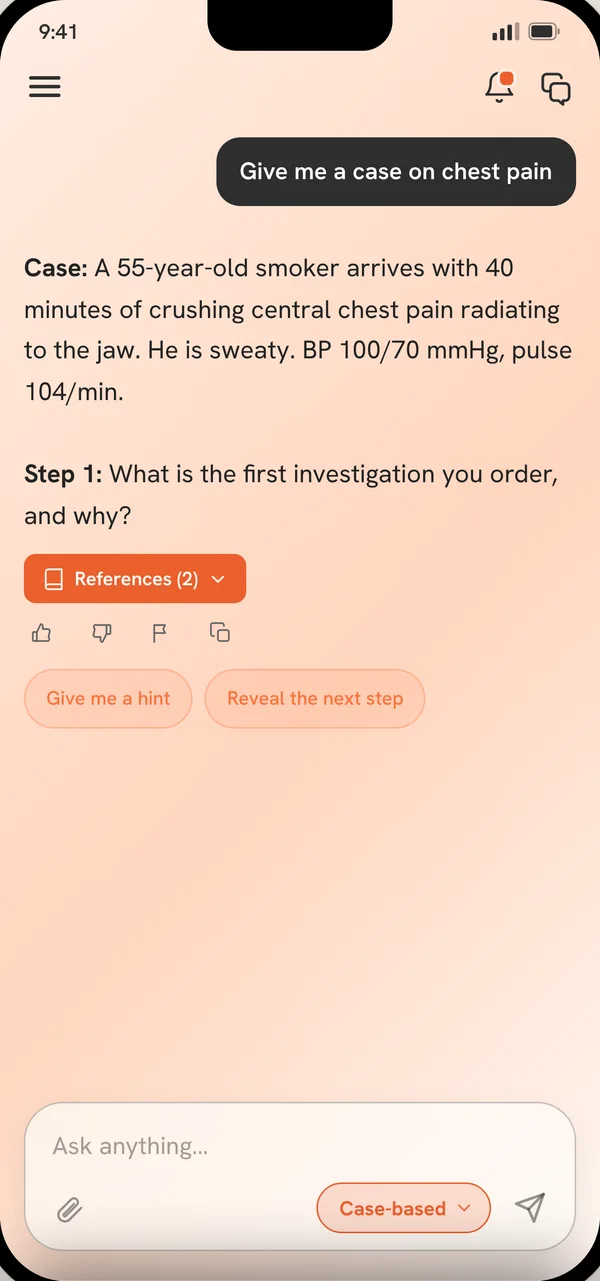 9:41
Give me a case on chest pain
Case: A 55-year-old smoker arrives with 40
minutes of crushing central chest pain radiating
to the jaw. He is sweaty. BP 100/70 mmHg, pulse
104/min.
Step 1: What is the first investigation you order,
and why?
References (2)
Give me a hint
Reveal the next step
Ask anything...
Case-based